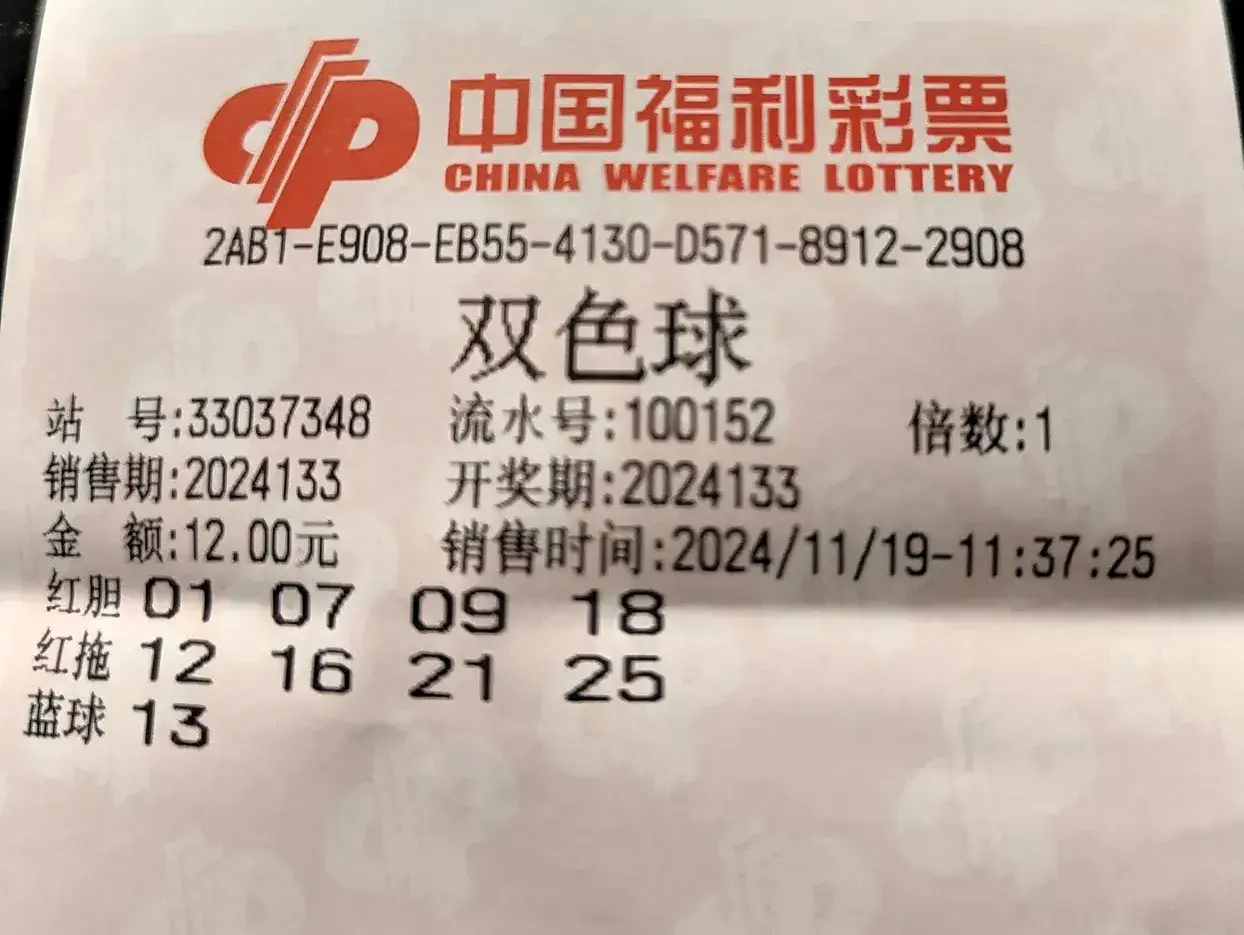 中国福利彩票
CHINA WELFARE LOTTERY
2AB1-E908-EB55-4130-D571-8912-2908
双色球
站 号:33037348 流水号:100152 倍数:1
销售期:2024133 开奖期:2024133
金 额:12.00元 销售时间:2024/11/19-11:37:25
红胆 01 07 09 18
红拖 12 16 21 25
蓝球 13